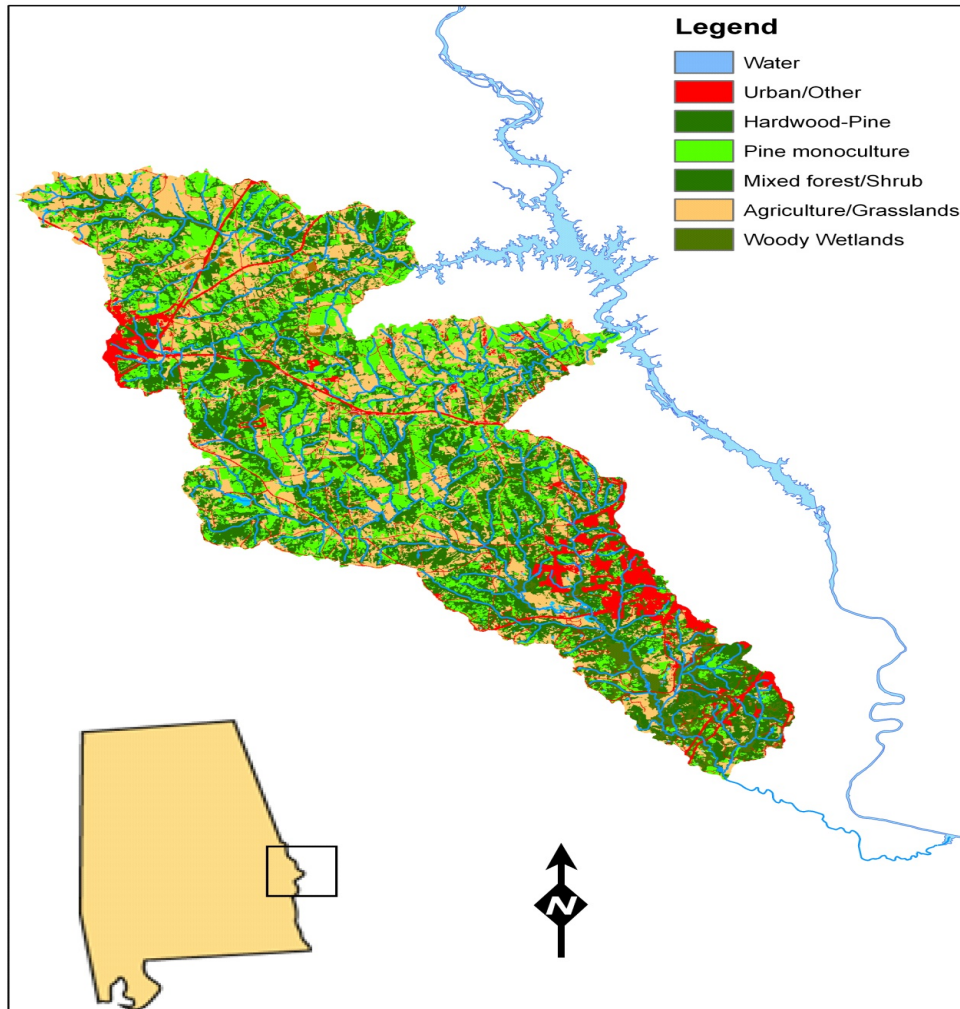 Legend
Water
Urban/Other
Hardwood-Pine
Pine monoculture
Mixed forest/Shrub
Agriculture/Grasslands
Woody Wetlands
N